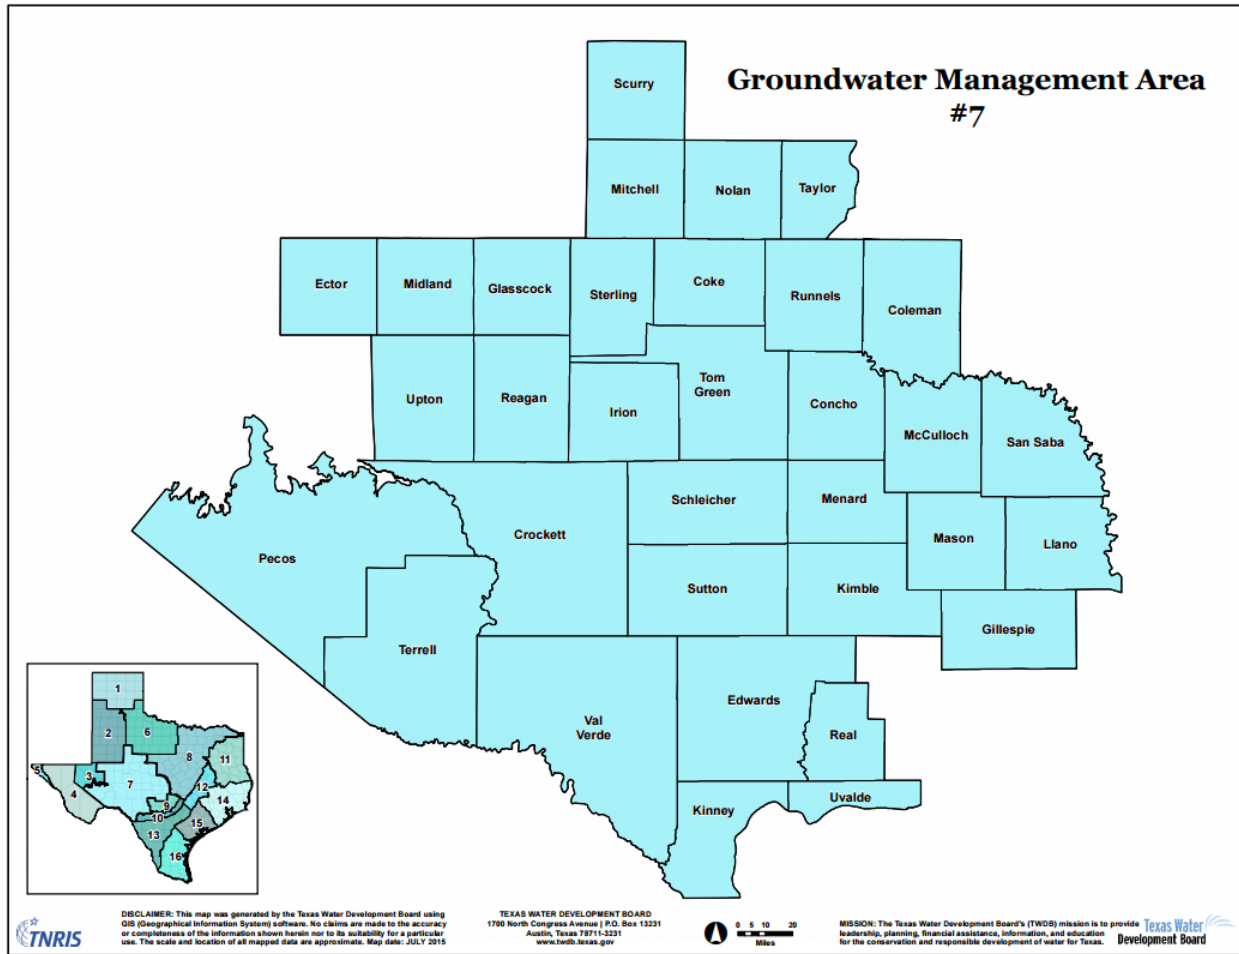 Groundwater Management Area
#7
Scurry
Mitchell
Nolan
Taylor
Ector
Midland
Glasscock
Sterling
Coke
Runnels
Coleman
Upton
Reagan
Irion
Tom
Green
Concho
McCulloch
San Saba
Pecos
Crockett
Schleicher
Menard
Mason
Llano
Terrell
Sutton
Kimble
Gillespie
Val
Verde
Edwards
Real
Kinney
Uvalde
1
2
6
8
11
5
3
4
7
12
14
9
10
15
13
16
TNRIS
DISCLAIMER: This map was generated by the Texas Water Development Board using
GIS (Geographical Information System) software. No claims are made to the accuracy
or completeness of the information shown herein nor to its suitability for a particular
use. The scale and location of all mapped data are approximate. Map date: JULY 2015
TEXAS WATER DEVELOPMENT BOARD
1700 North Congress Avenue | P.O. Box 13231
Austin, Texas 78711-3231
www.twdb.texas.gov
0 5 10 20
Miles
MISSION: The Texas Water Development Board's (TWDB) mission is to provide
leadership, planning, financial assistance, information, and education
for the conservation and responsible development of water for Texas.
Texas Water
Development Board